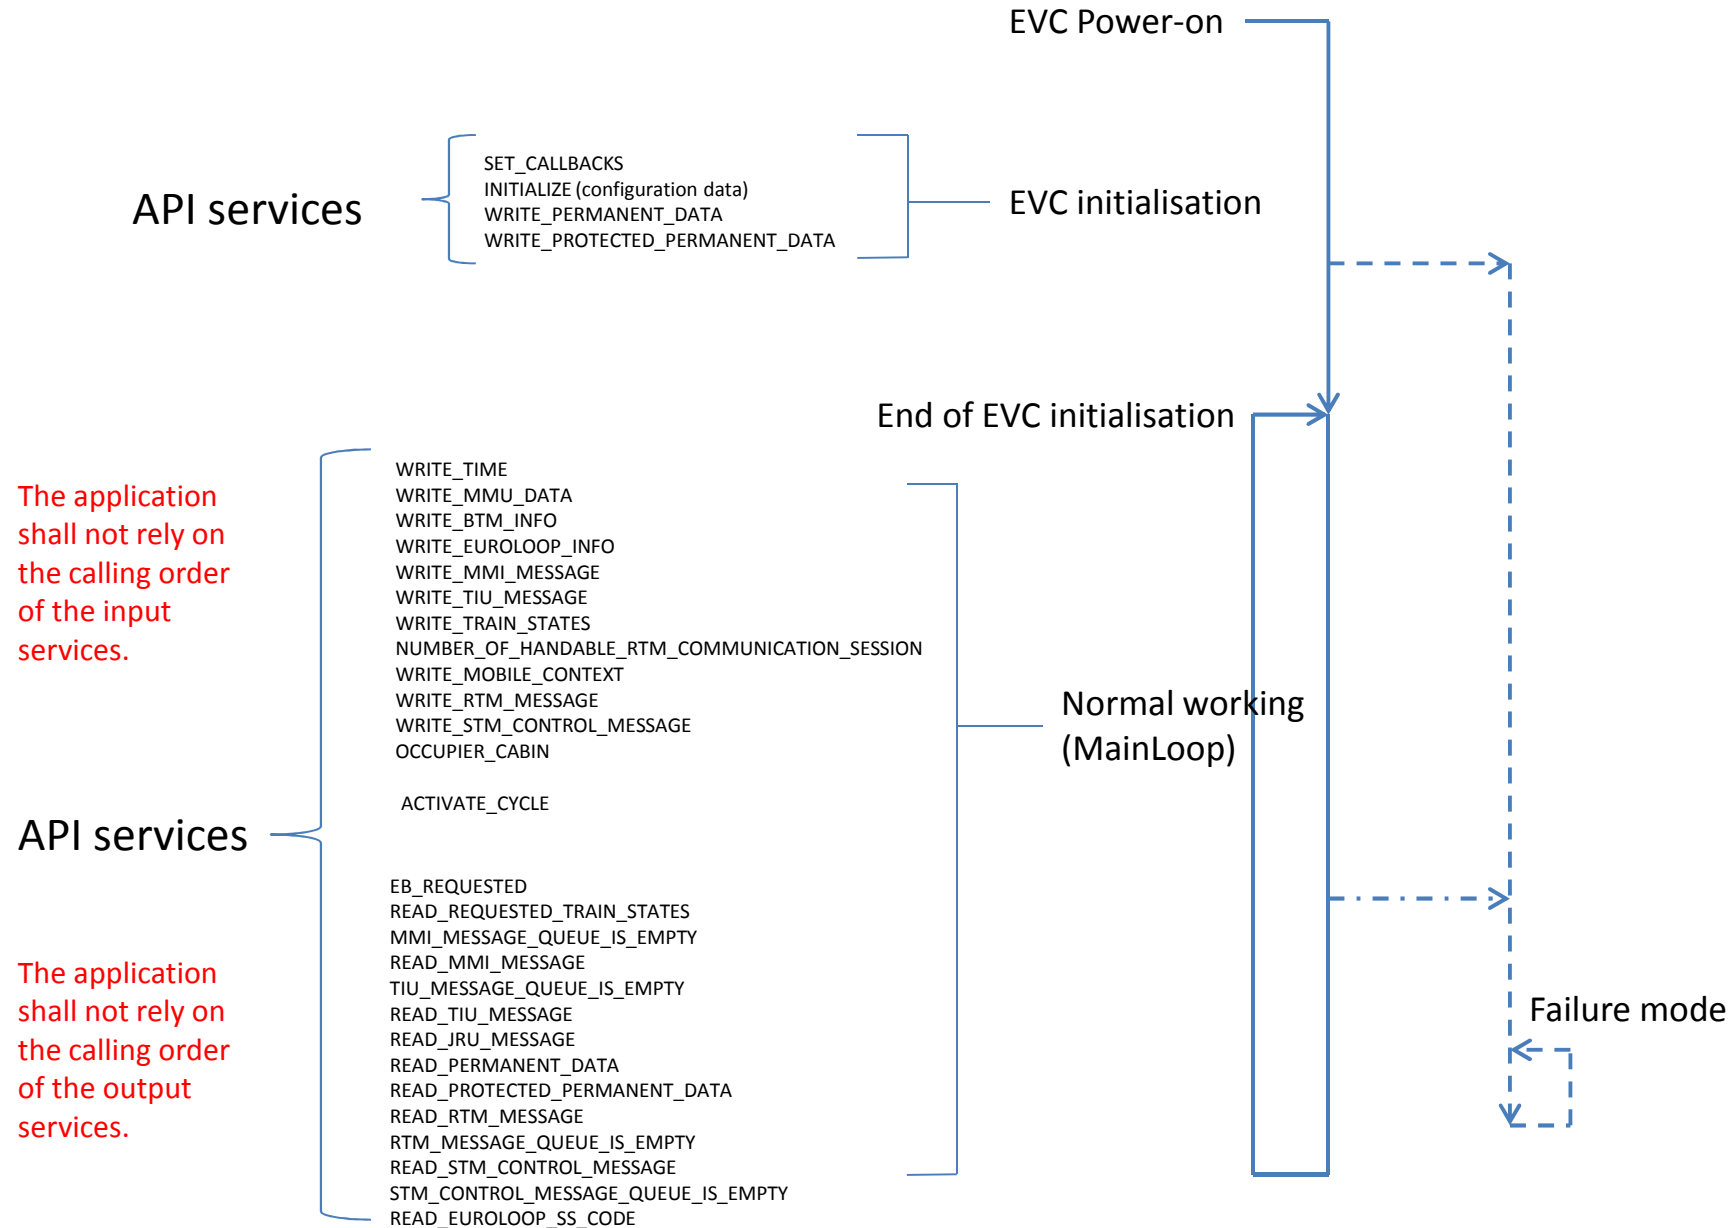 EVC Power-on
API services
SET_CALLBACKS
INITIALIZE (configuration data)
WRITE_PERMANENT_DATA
WRITE_PROTECTED_PERMANENT_DATA
EVC initialisation
End of EVC initialisation
The application
shall not rely on
the calling order
of the input
services.
WRITE_TIME
WRITE_MMU_DATA
WRITE_BTM_INFO
WRITE_EUROLOOP_INFO
WRITE_MMI_MESSAGE
WRITE_TIU_MESSAGE
WRITE_TRAIN_STATES
NUMBER_OF_HANDABLE_RTM_COMMUNICATION_SESSION
WRITE_MOBILE_CONTEXT
WRITE_RTM_MESSAGE
WRITE_STM_CONTROL_MESSAGE
OCCUPIER_CABIN
Normal working
(MainLoop)
ACTIVATE_CYCLE
API services
EB_REQUESTED
READ_REQUESTED_TRAIN_STATES
MMI_MESSAGE_QUEUE_IS_EMPTY
READ_MMI_MESSAGE
TIU_MESSAGE_QUEUE_IS_EMPTY
READ_TIU_MESSAGE
READ_JRU_MESSAGE
READ_PERMANENT_DATA
READ_PROTECTED_PERMANENT_DATA
READ_RTM_MESSAGE
RTM_MESSAGE_QUEUE_IS_EMPTY
READ_STM_CONTROL_MESSAGE
STM_CONTROL_MESSAGE_QUEUE_IS_EMPTY
READ_EUROLOOP_SS_CODE
The application
shall not rely on
the calling order
of the output
services.
Failure mode